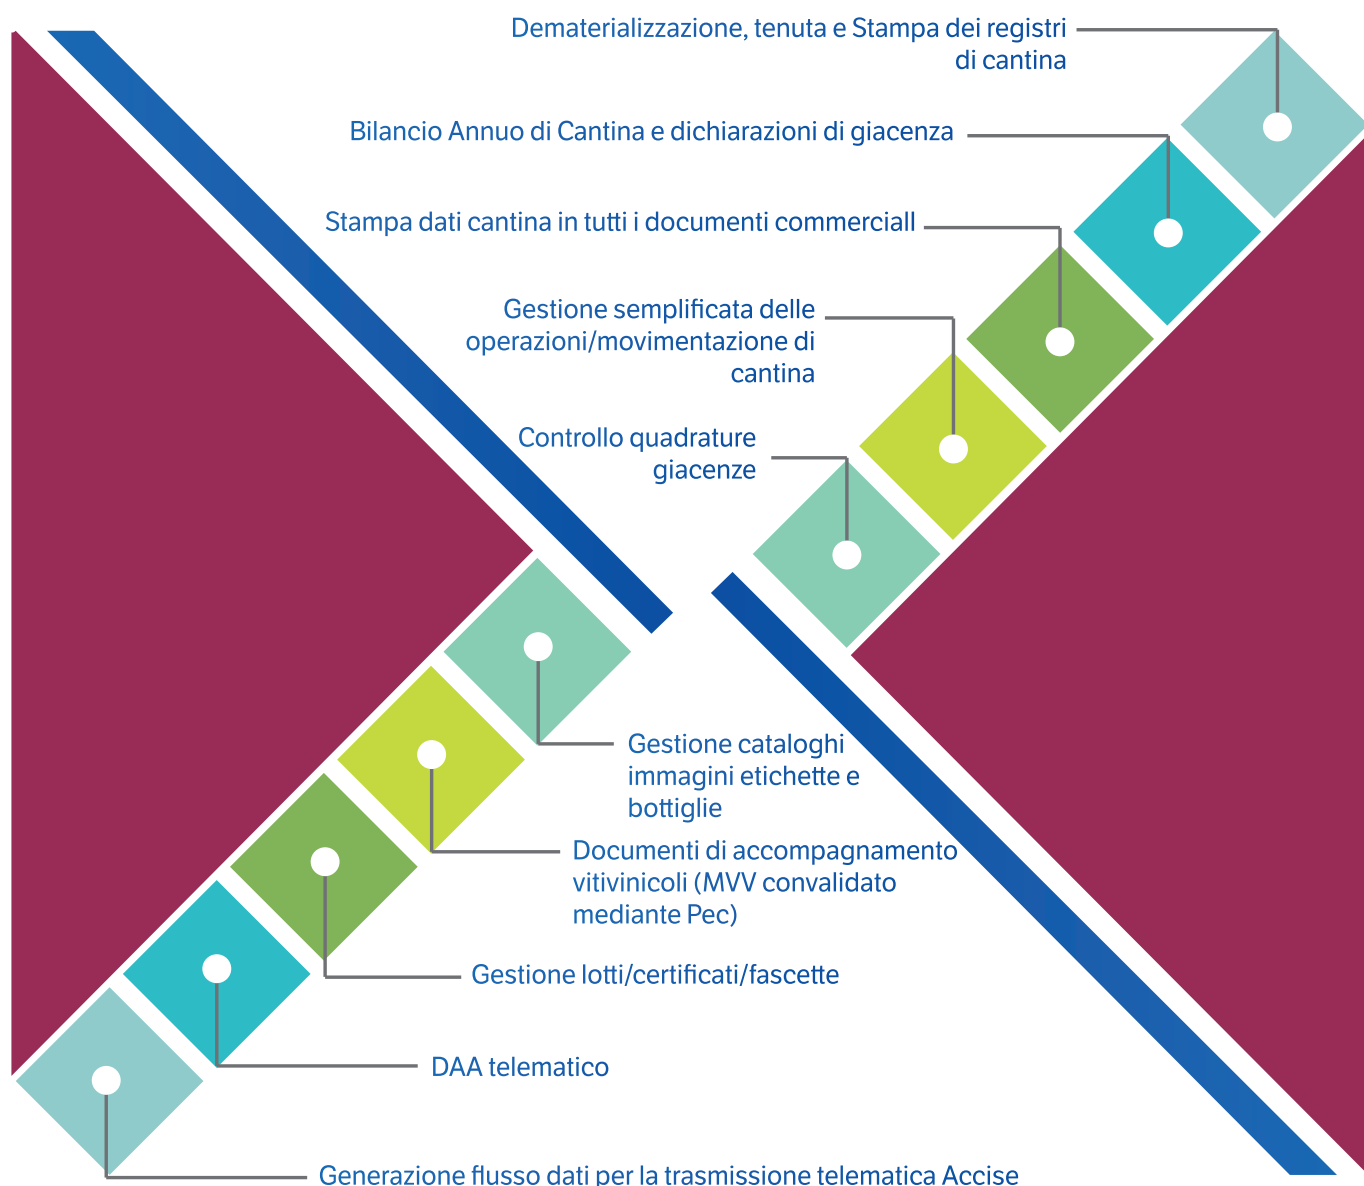 Dematerializzazione, tenuta e Stampa dei registri
di cantina
Bilancio Annuo di Cantina e dichiarazioni di giacenza
Stampa dati cantina in tutti i documenti commerciall
Gestione semplificata delle
operazioni/movimentazione di
cantina
Controllo quadrature
giacenze
Gestione cataloghi
immagini etichette e
bottiglie
Documenti di accompagnamento
vitivinicoli (MVV convalidato
mediante Pec)
Gestione lotti/certificati/fascette
DAA telematico
Generazione flusso dati per la trasmissione telematica Accise